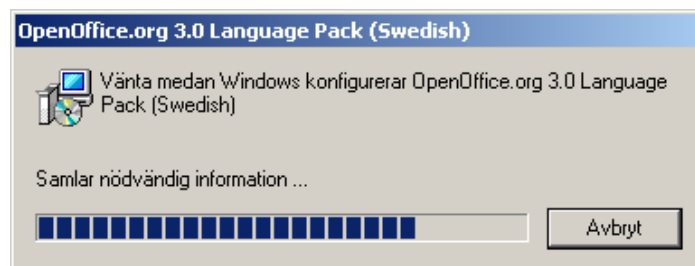 OpenOffice.org 3.0 Language Pack (Swedish)
Vänta medan Windows konfigurerar OpenOffice.org 3.0 Language
Pack (Swedish)
Samlar nödvändig information ...
Avbryt